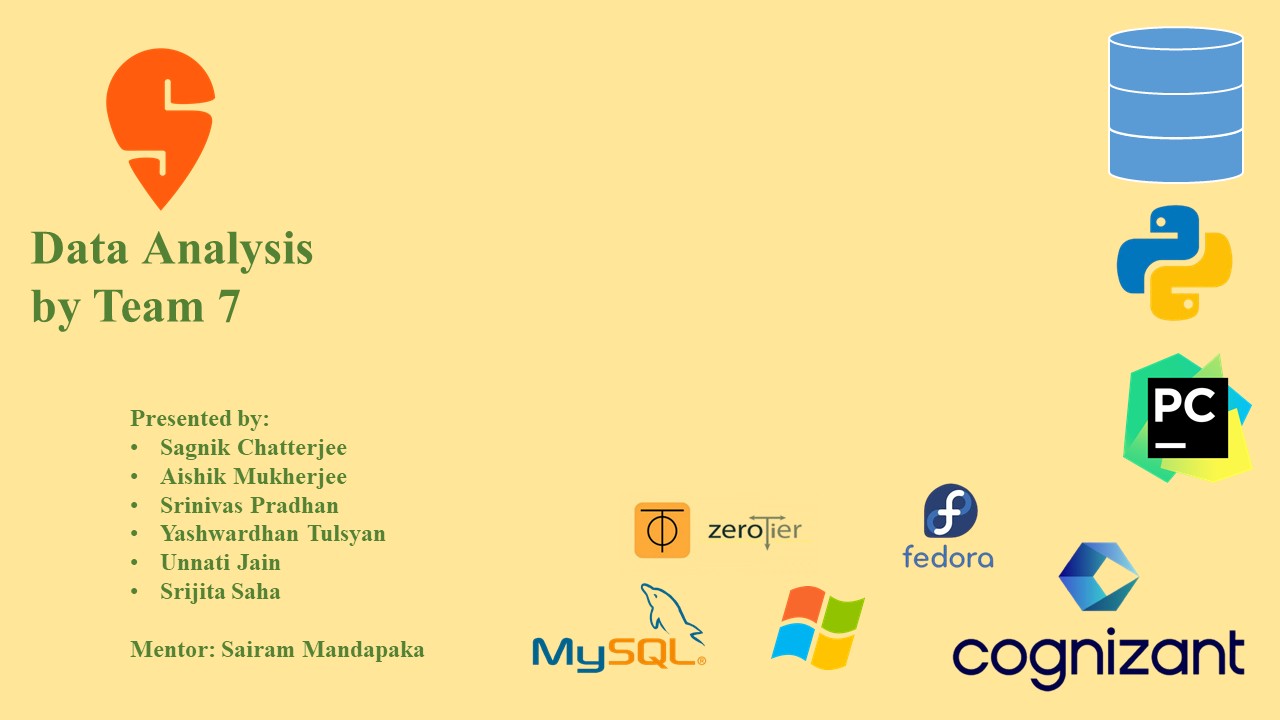 Data Analysis
by Team 7
Presented by:
• Sagnik Chatterjee
• Aishik Mukherjee
• Srinivas Pradhan
• Yashwardhan Tulsyan
• Unnati Jain
• Srijita Saha
Mentor: Sairam Mandapaka
PC
zeroTier
fedora
MySQL®
cognizant